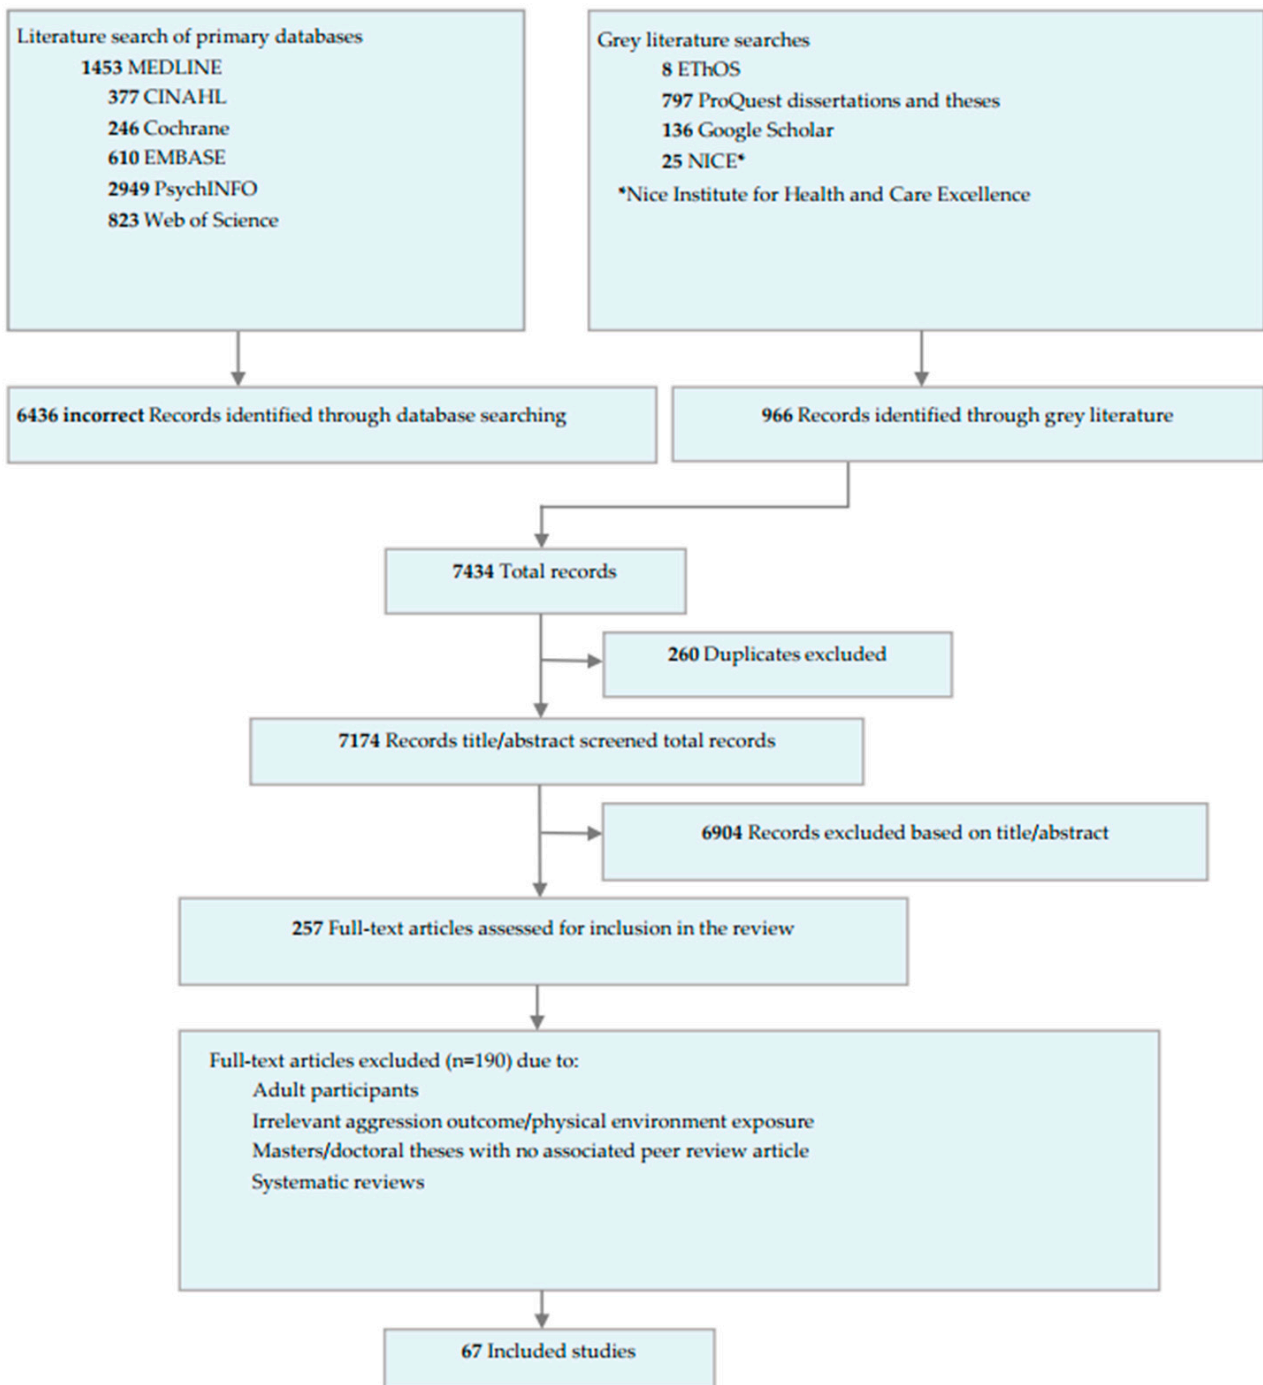 Literature search of primary databases
1453 MEDLINE
377 CINAHL
246 Cochrane
610 EMBASE
2949 PsychINFO
823 Web of Science
Grey literature searches
8 EThOS
797 ProQuest dissertations and theses
136 Google Scholar
25 NICE*
*Nice Institute for Health and Care Excellence
6436 incorrect Records identified through database searching
966 Records identified through grey literature
7434 Total records
260 Duplicates excluded
7174 Records title/abstract screened total records
6904 Records excluded based on title/abstract
257 Full-text articles assessed for inclusion in the review
Full-text articles excluded (n=190) due to:
Adult participants
Irrelevant aggression outcome/physical environment exposure
Masters/doctoral theses with no associated peer review article
Systematic reviews
67 Included studies